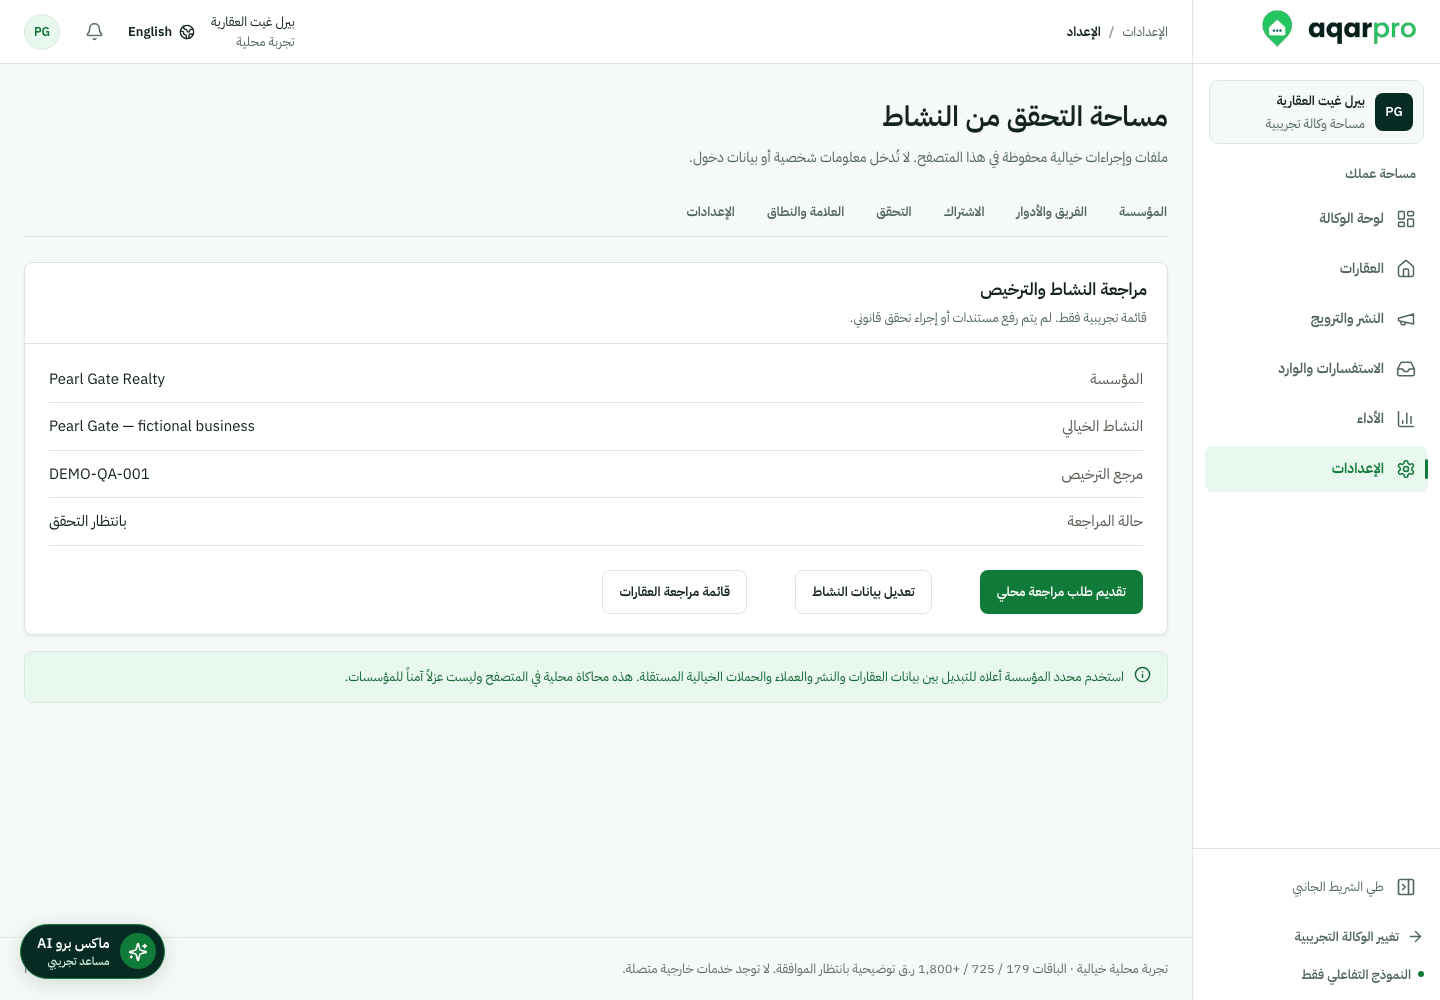 aqarpro
الإعدادات / الإعداد
بيرل غيت العقارية
تجربة محلية
English
PG
PG
بيرل غيت العقارية
مساحة وكالة تجريبية
مساحة عملك
لوحة الوكالة
العقارات
النشر والترويج
الاستفسارات والوارد
الأداء
الإعدادات
طي الشريط الجانبي
تغيير الوكالة التجريبية
النموذج التفاعلي فقط
مساحة التحقق من النشاط
ملفات وإجراءات خيالية محفوظة في هذا المتصفح. لا تُدخل معلومات شخصية أو بيانات دخول.
المؤسسة الفريق والأدوار الاشتراك التحقق العلامة والنطاق الإعدادات
مراجعة النشاط والترخيص
قائمة تجريبية فقط. لم يتم رفع مستندات أو إجراء تحقق قانوني.
المؤسسة Pearl Gate Realty
النشاط الخيالي Pearl Gate — fictional business
مرجع الترخيص DEMO-QA-001
حالة المراجعة بانتظار التحقق
تقديم طلب مراجعة محلي تعديل بيانات النشاط قائمة مراجعة العقارات
استخدم محدد المؤسسة أعلاه للتبديل بين بيانات العقارات والنشر والعملاء والحملات الخيالية المستقلة. هذه محاكاة محلية في المتصفح وليست عزلاً آمناً للمؤسسات.
تجربة محلية خيالية · الباقات 179 / 725 / 1,800+ ر.ق توضيحية بانتظار الموافقة. لا توجد خدمات خارجية متصلة.
ماكس برو AI
مساعد تجريبي